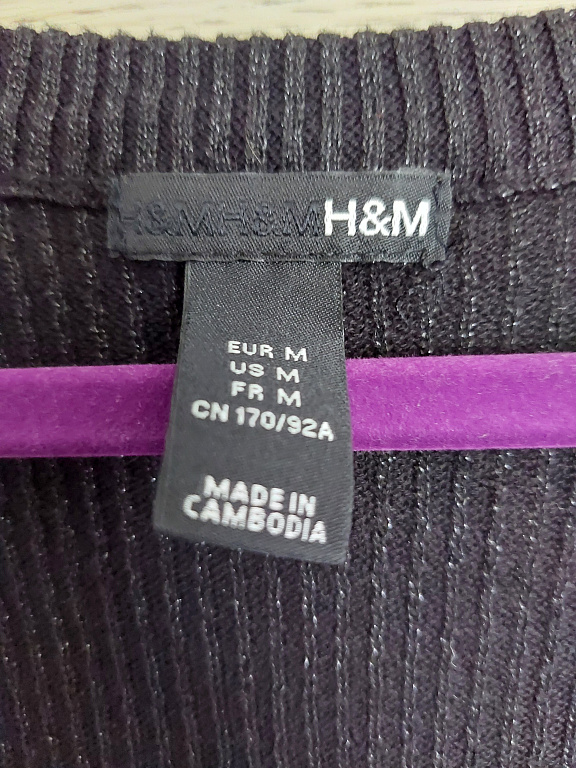 H&MH&MH&M
EUR M
US M
FR M
CN 170/92A
MADE IN
CAMBODIA